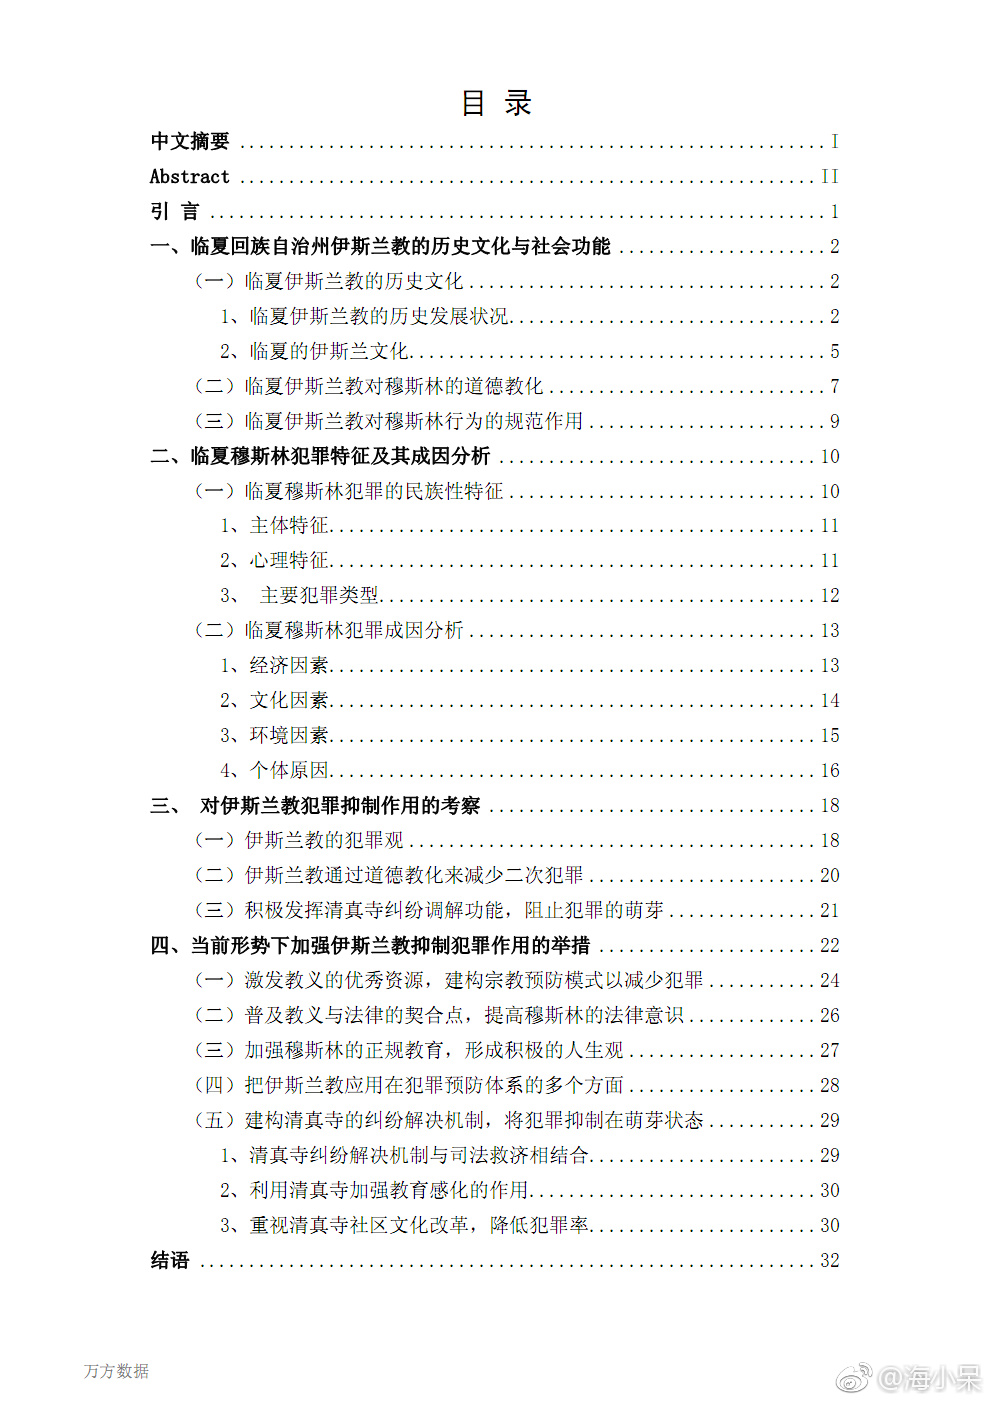 目 录
中文摘要 ........................................................... I
Abstract .......................................................... II
引 言 .............................................................. 1
一、临夏回族自治州伊斯兰教的历史文化与社会功能 ..................... 2
（一）临夏伊斯兰教的历史文化 .................................... 2
1、临夏伊斯兰教的历史发展状况................................ 2
2、临夏的伊斯兰文化.......................................... 5
（二）临夏伊斯兰教对穆斯林的道德教化 ............................ 7
（三）临夏伊斯兰教对穆斯林行为的规范作用 ........................ 9
二、临夏穆斯林犯罪特征及其成因分析 ................................ 10
（一）临夏穆斯林犯罪的民族性特征 ............................... 10
1、主体特征................................................. 11
2、心理特征................................................. 11
3、 主要犯罪类型............................................ 12
（二）临夏穆斯林犯罪成因分析 ................................... 13
1、经济因素................................................. 13
2、文化因素................................................. 14
3、环境因素................................................. 15
4、个体原因................................................. 16
三、 对伊斯兰教犯罪抑制作用的考察 ................................. 18
（一）伊斯兰教的犯罪观 ......................................... 18
（二）伊斯兰教通过道德教化来减少二次犯罪 ....................... 20
（三）积极发挥清真寺纠纷调解功能，阻止犯罪的萌芽 ............... 21
四、当前形势下加强伊斯兰教抑制犯罪作用的举措 ...................... 22
（一）激发教义的优秀资源，建构宗教预防模式以减少犯罪 ........... 24
（二）普及教义与法律的契合点，提高穆斯林的法律意识 ............. 26
（三）加强穆斯林的正规教育，形成积极的人生观 ................... 27
（四）把伊斯兰教应用在犯罪预防体系的多个方面 ................... 28
（五）建构清真寺的纠纷解决机制，将犯罪抑制在萌芽状态 ........... 29
1、清真寺纠纷解决机制与司法救济相结合....................... 29
2、利用清真寺加强教育感化的作用............................. 30
3、重视清真寺社区文化改革，降低犯罪率....................... 30
结语 .............................................................. 32
万方数据
@海小呆